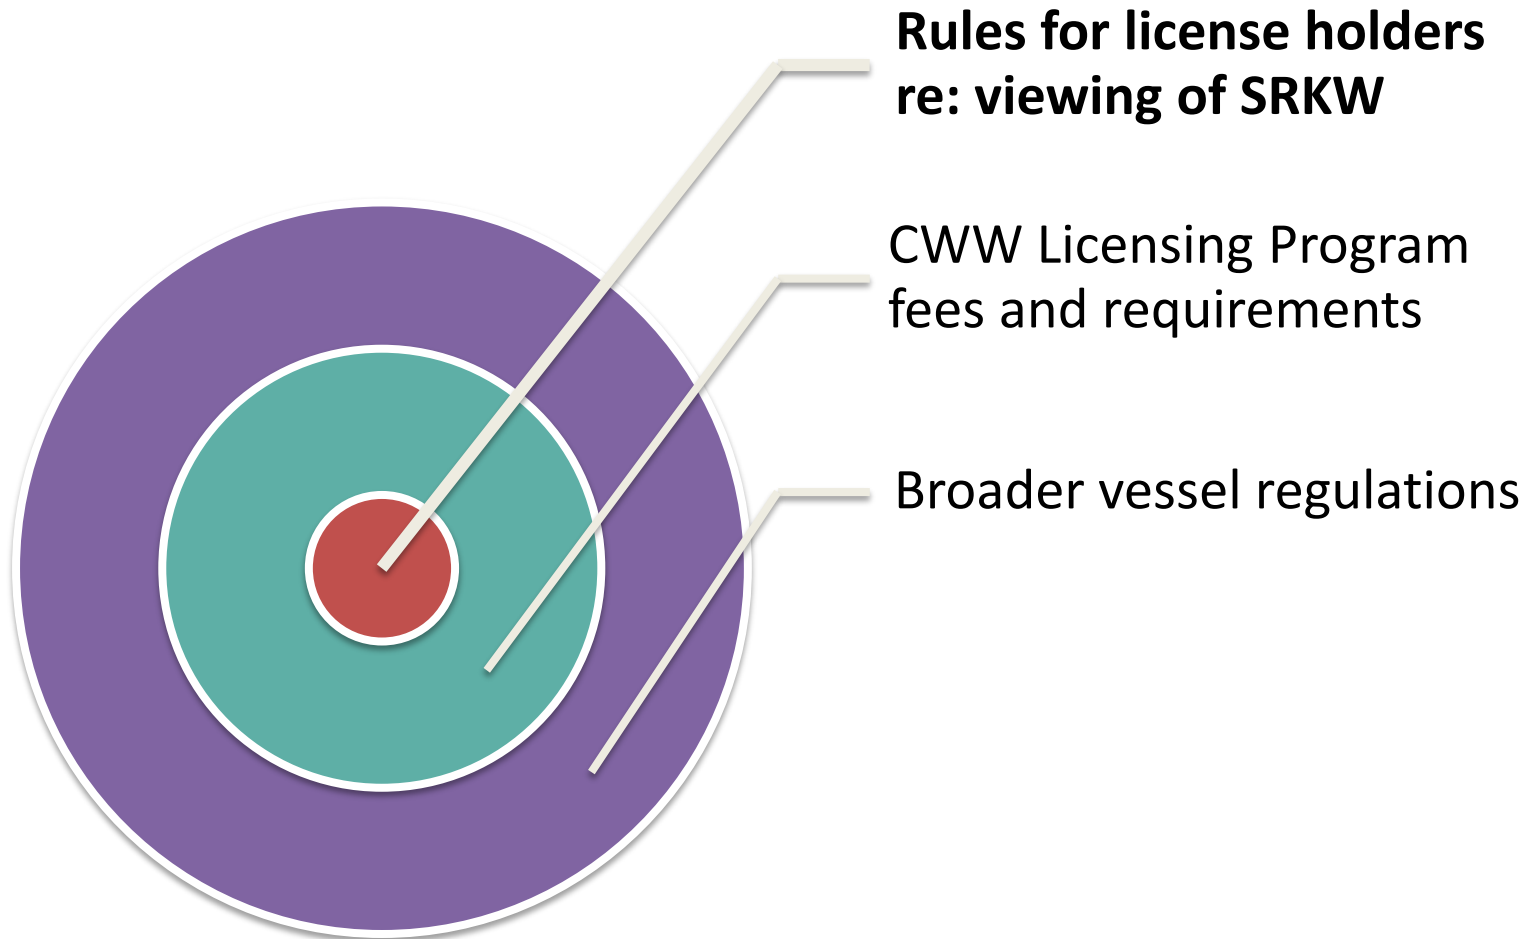 Rules for license holders
re: viewing of SRKW
CWW Licensing Program
fees and requirements
Broader vessel regulations